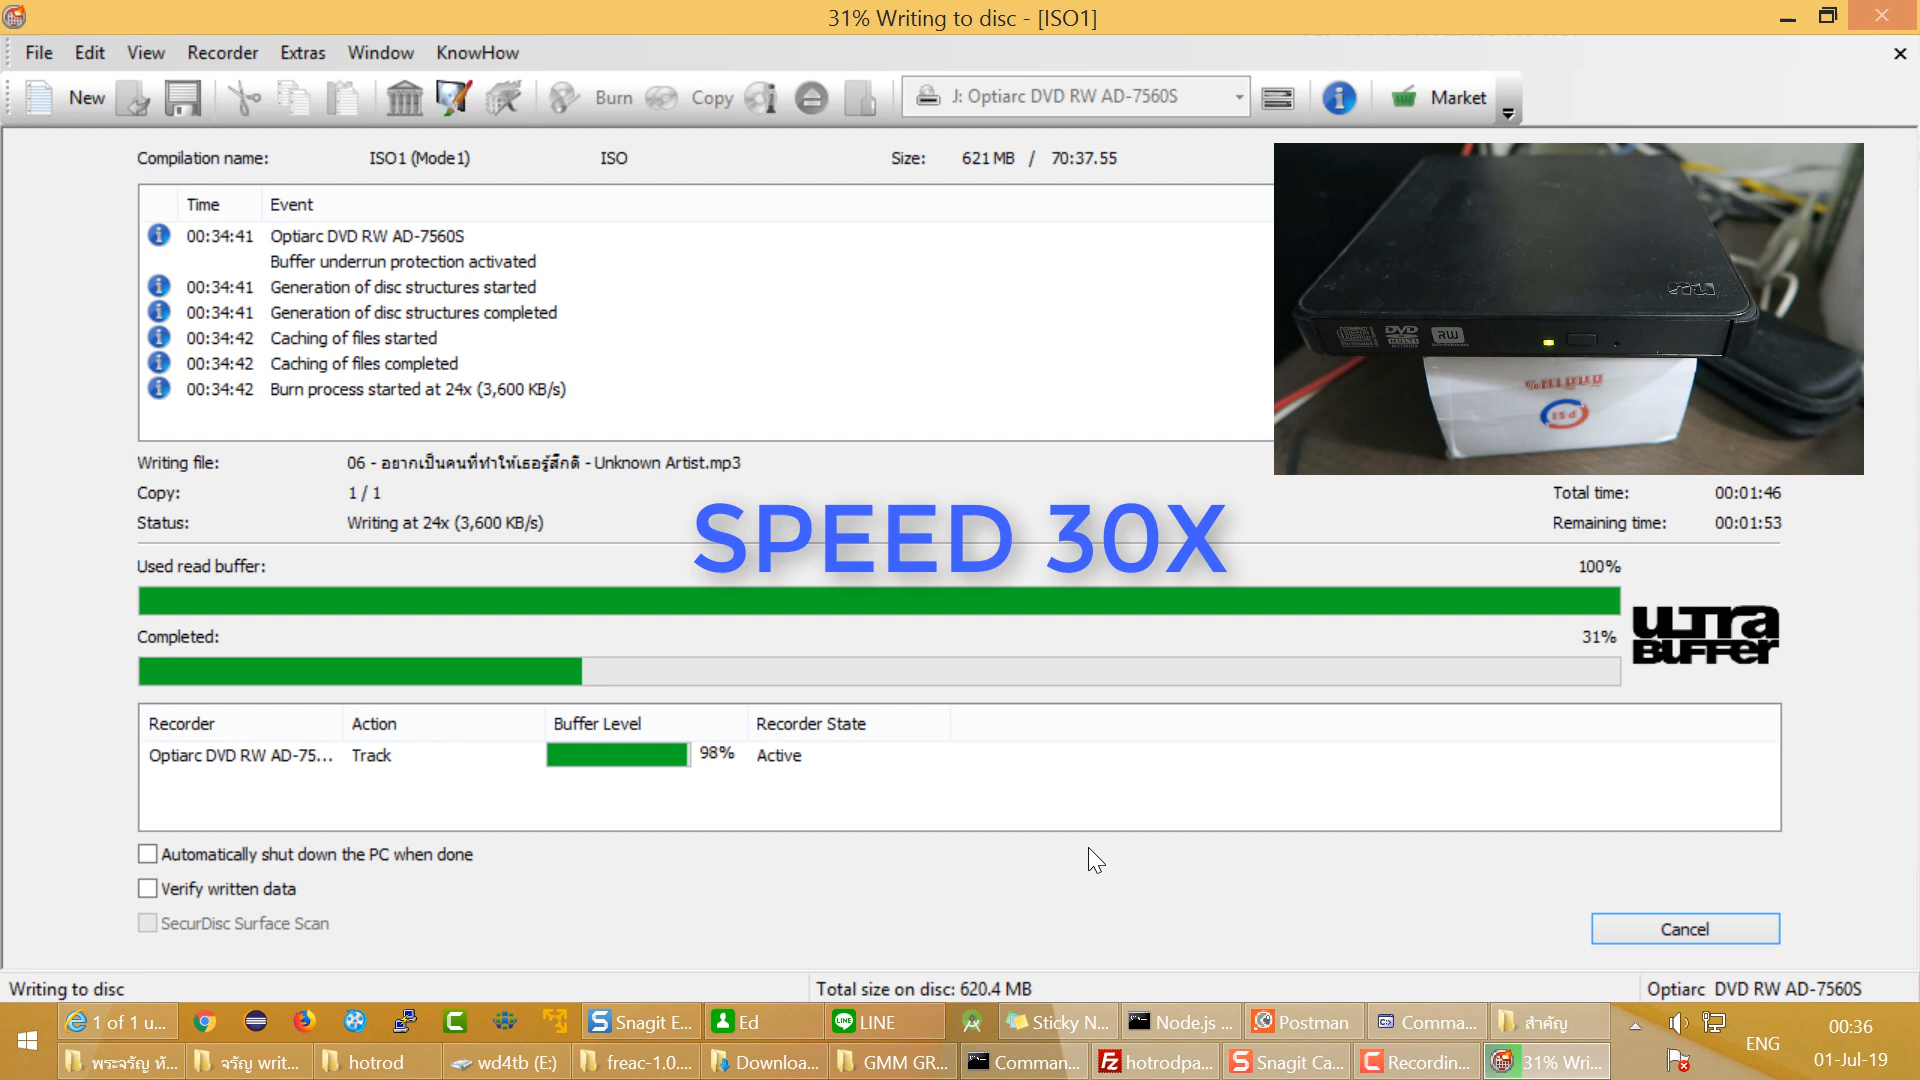 31% Writing to disc - [ISO1]
File Edit View Recorder Extras Window KnowHow
New Burn Copy J: Optiarc DVD RW AD-7560S Market
Compilation name: ISO1 (Mode1) ISO Size: 621 MB / 70:37.55
Time Event
00:34:41 Optiarc DVD RW AD-7560S
Buffer underrun protection activated
00:34:41 Generation of disc structures started
00:34:41 Generation of disc structures completed
00:34:42 Caching of files started
00:34:42 Caching of files completed
00:34:42 Burn process started at 24x (3,600 KB/s)
DVD RW
Writing file: 06 - อยากเป็นคนที่ทำให้เธอรู้สึกดี - Unknown Artist.mp3
Copy: 1 / 1 Total time: 00:01:46
Status: Writing at 24x (3,600 KB/s) Remaining time: 00:01:53
SPEED 30X
Used read buffer: 100%
Completed: 31%
ULTRA BUFFER
Recorder Action Buffer Level Recorder State
Optiarc DVD RW AD-75... Track 98% Active
Automatically shut down the PC when done
Verify written data
SecurDisc Surface Scan
Cancel
Writing to disc Total size on disc: 620.4 MB Optiarc DVD RW AD-7560S
1 of 1 u... Snagit E... Ed LINE Sticky N... Node.js ... Postman Comma... สำคัญ
พระจรัญ ทั... จรัญ writ... hotrod wd4tb (E:) freac-1.0.... Downloa... GMM GR... Comman... hotrodpa... Snagit Ca... Recordin... 31% Wri...
ENG
00:36
01-Jul-19